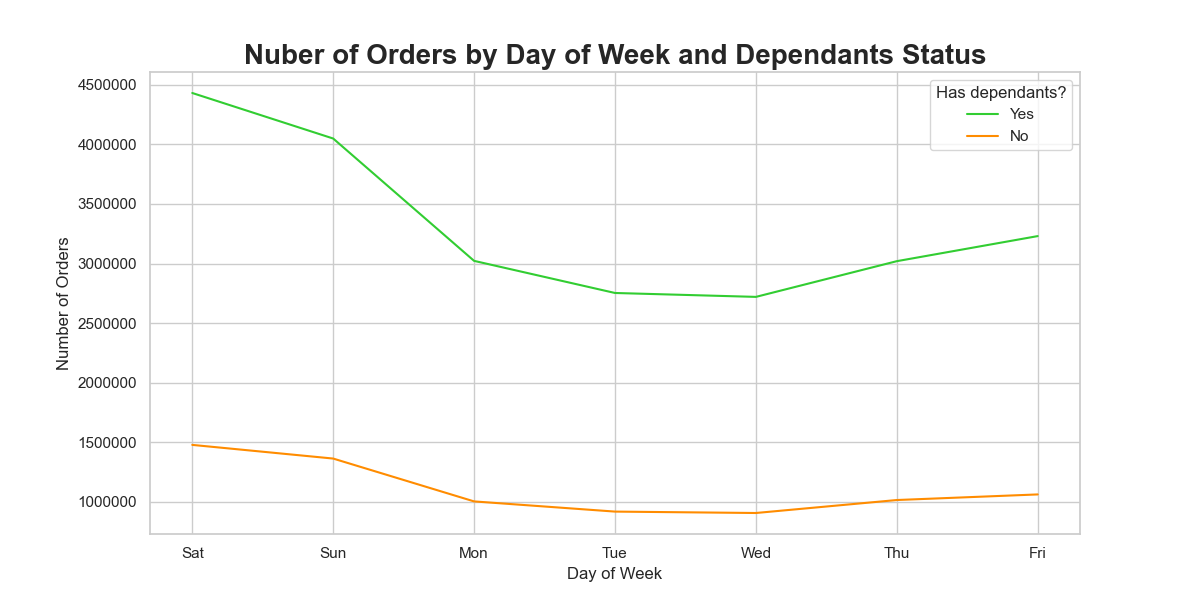 Nuber of Orders by Day of Week and Dependants Status
Has dependants?
Yes
No
Number of Orders
4500000
4000000
3500000
3000000
2500000
2000000
1500000
1000000
Sat Sun Mon Tue Wed Thu Fri
Day of Week